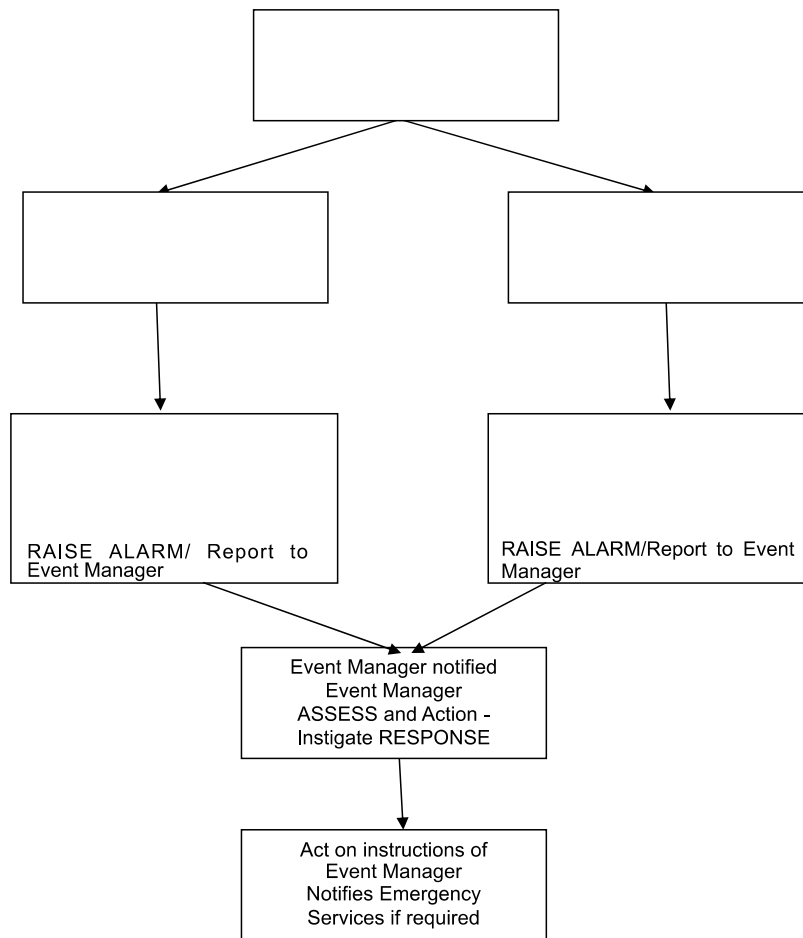 RAISE ALARM/ Report to
Event Manager
RAISE ALARM/Report to Event
Manager
Event Manager notified
Event Manager
ASSESS and Action -
Instigate RESPONSE
Act on instructions of
Event Manager
Notifies Emergency
Services if required